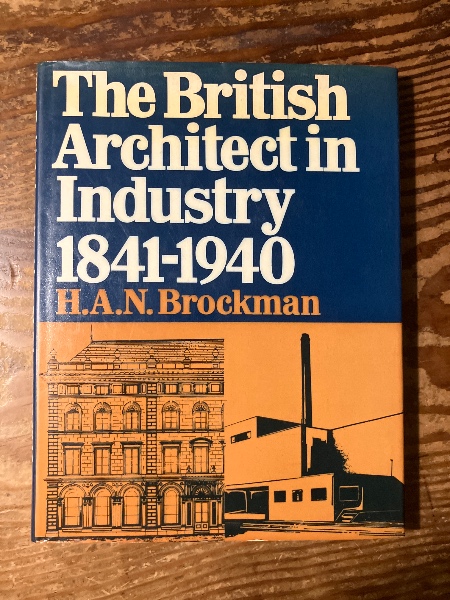 The British
Architect in
Industry
1841-1940
H.A.N. Brockman